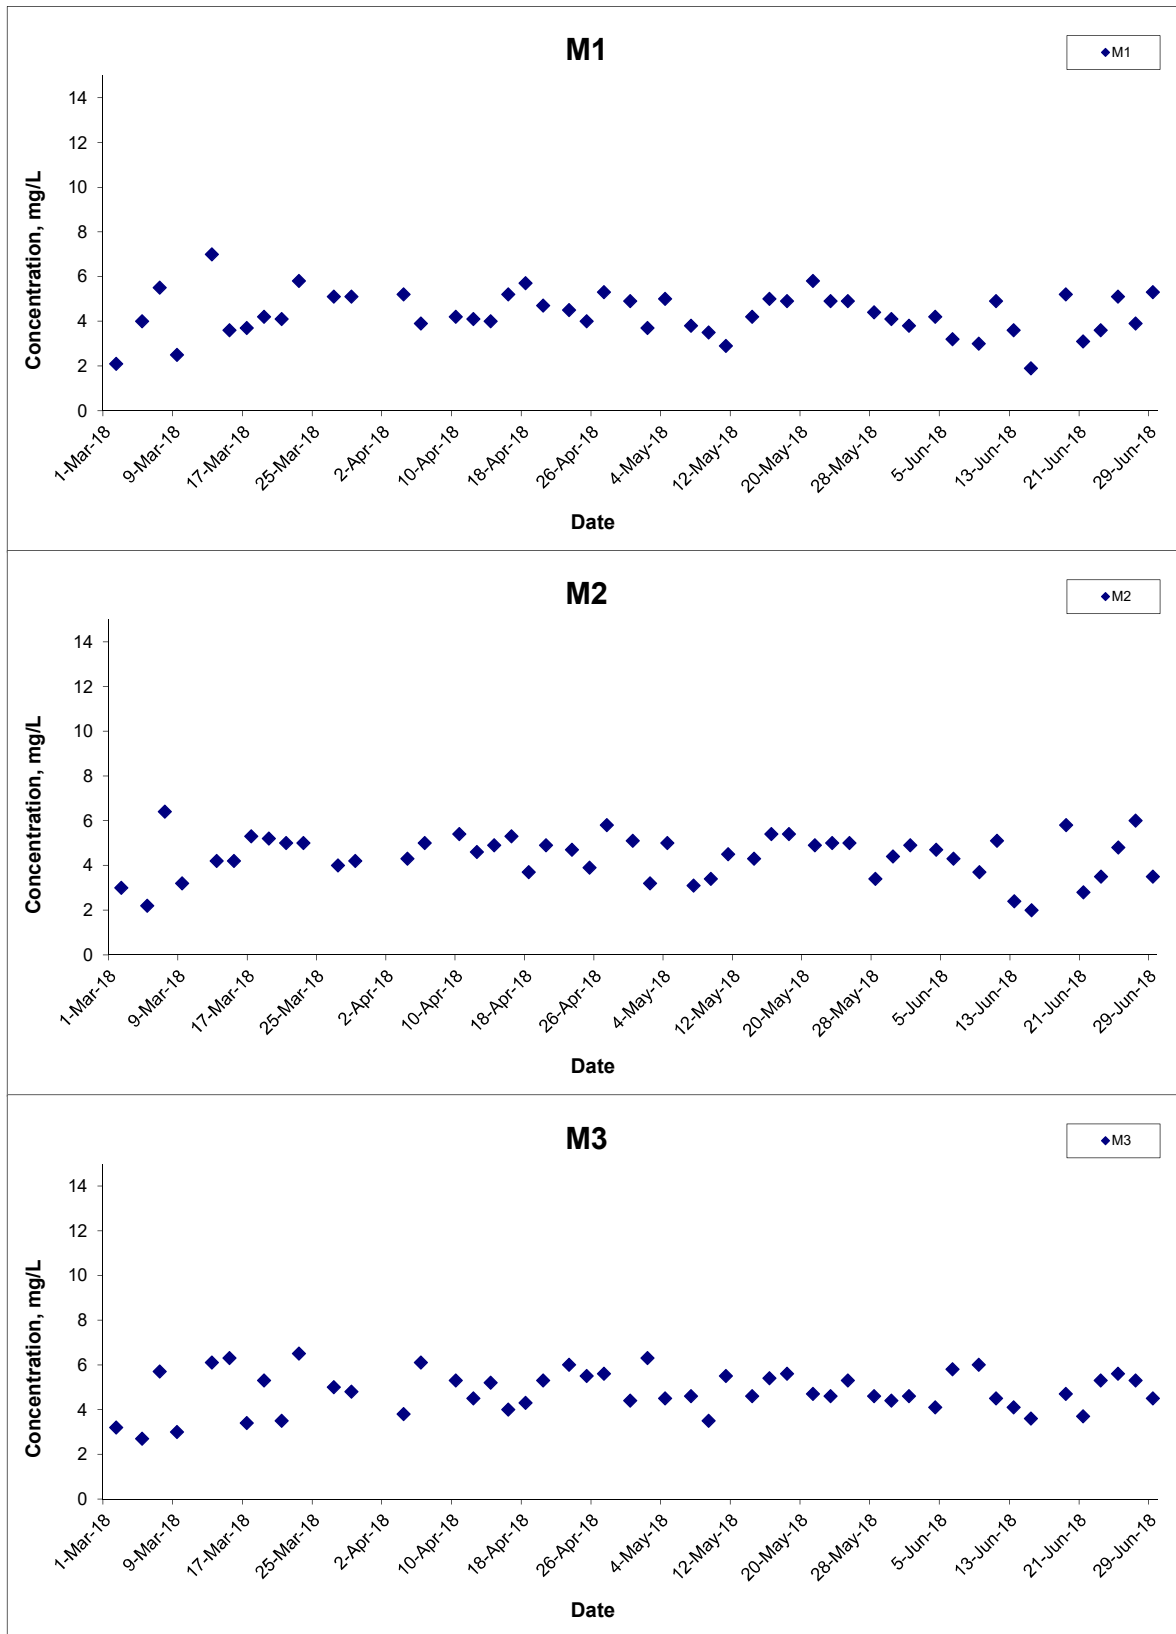 M1
M1
14
12
10
8
6
4
2
0
Concentration, mg/L
1-Mar-18
9-Mar-18
17-Mar-18
25-Mar-18
2-Apr-18
10-Apr-18
18-Apr-18
26-Apr-18
4-May-18
12-May-18
20-May-18
28-May-18
5-Jun-18
13-Jun-18
21-Jun-18
29-Jun-18
Date
M2
M2
14
12
10
8
6
4
2
0
Concentration, mg/L
1-Mar-18
9-Mar-18
17-Mar-18
25-Mar-18
2-Apr-18
10-Apr-18
18-Apr-18
26-Apr-18
4-May-18
12-May-18
20-May-18
28-May-18
5-Jun-18
13-Jun-18
21-Jun-18
29-Jun-18
Date
M3
M3
14
12
10
8
6
4
2
0
Concentration, mg/L
1-Mar-18
9-Mar-18
17-Mar-18
25-Mar-18
2-Apr-18
10-Apr-18
18-Apr-18
26-Apr-18
4-May-18
12-May-18
20-May-18
28-May-18
5-Jun-18
13-Jun-18
21-Jun-18
29-Jun-18
Date